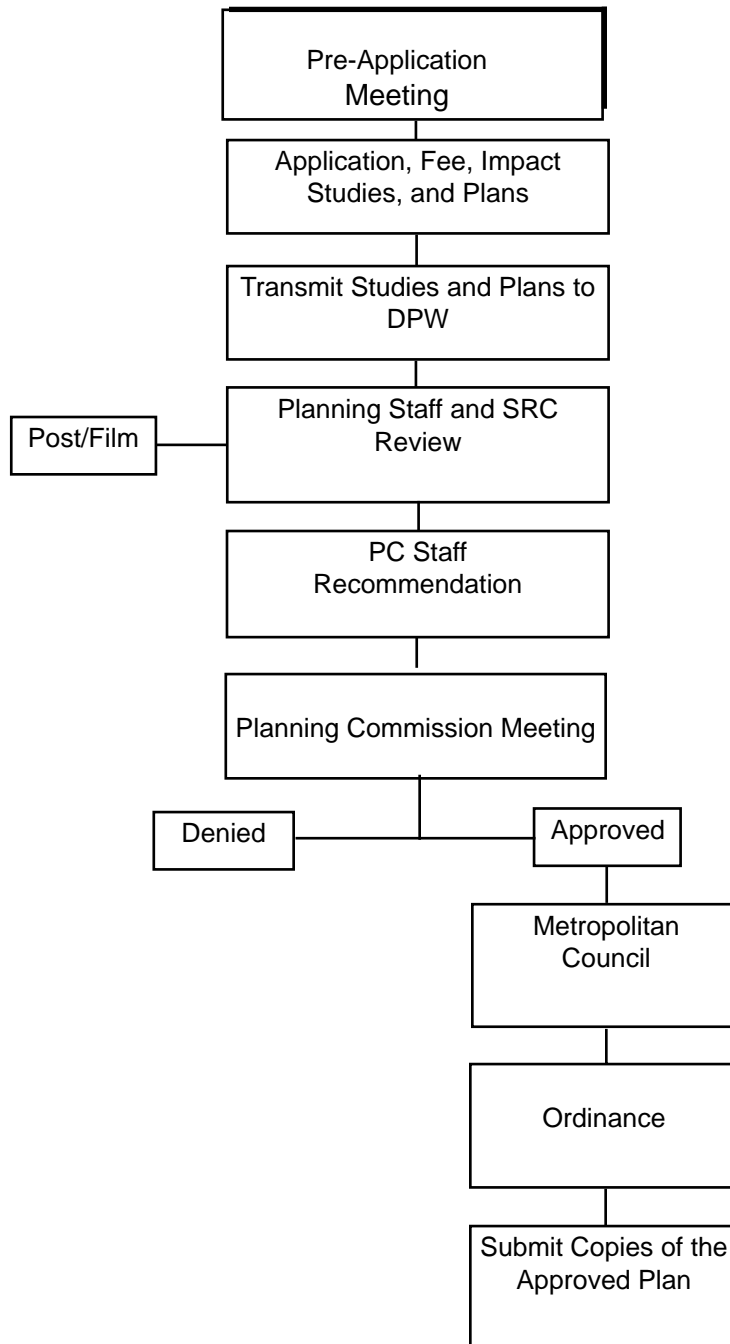 Pre-Application
Meeting
Application, Fee, Impact
Studies, and Plans
Transmit Studies and Plans to
DPW
Planning Staff and SRC
Review
Post/Film
PC Staff
Recommendation
Planning Commission Meeting
Denied
Approved
Metropolitan
Council
Ordinance
Submit Copies of the
Approved Plan